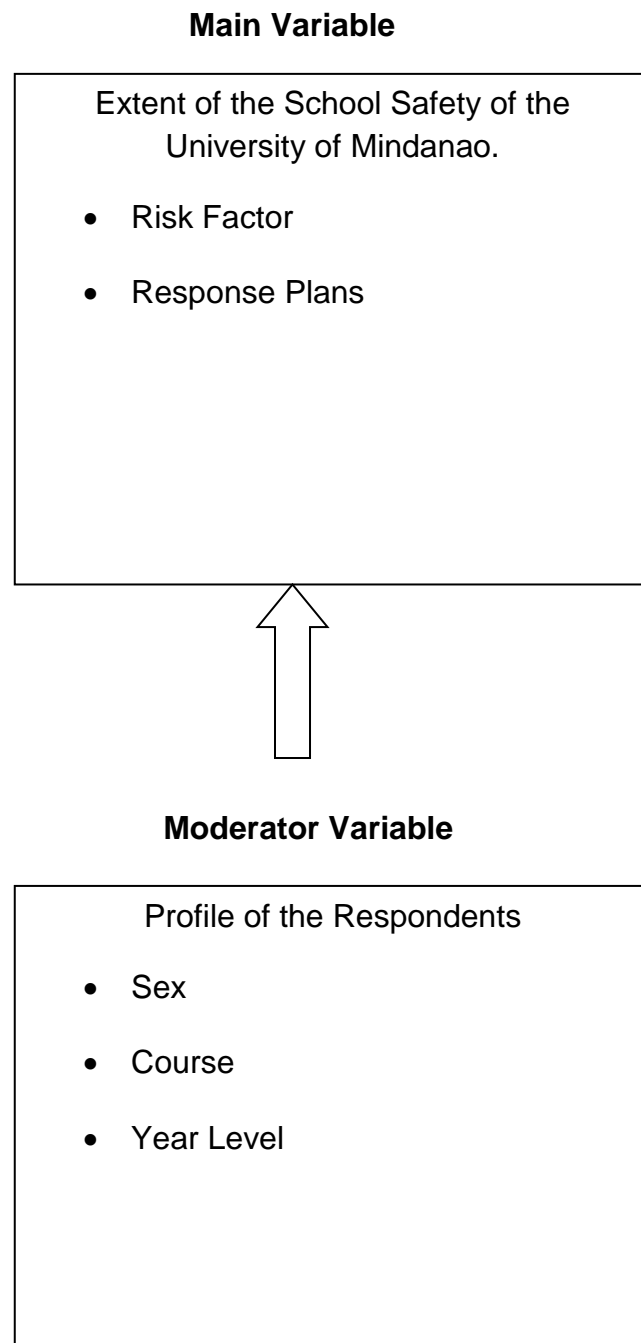 Main Variable
Extent of the School Safety of the
University of Mindanao.
• Risk Factor
• Response Plans
Moderator Variable
Profile of the Respondents
• Sex
• Course
• Year Level